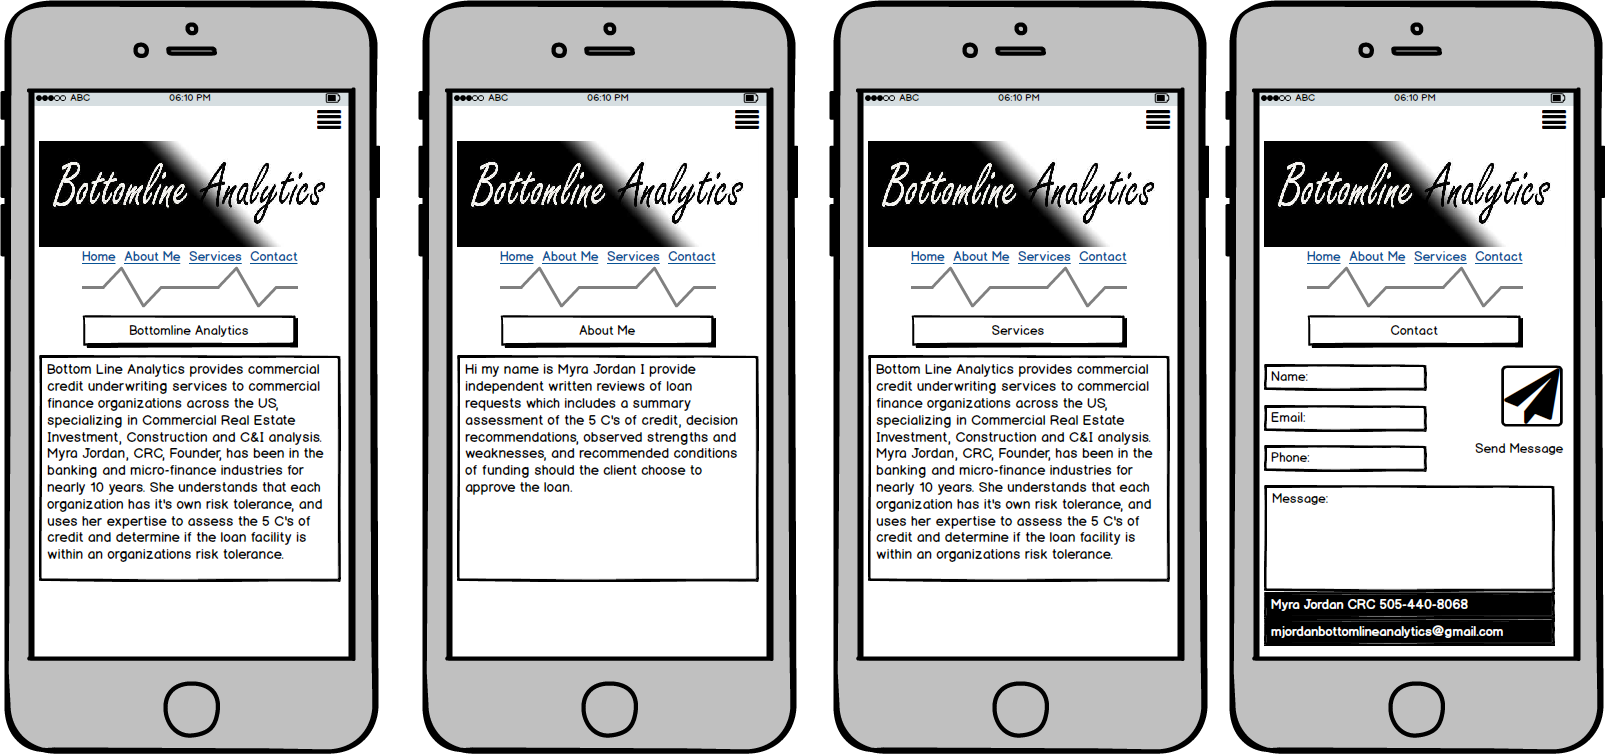 ABC 06:10 PM
Bottomline Analytics
Home About Me Services Contact
Bottomline Analytics
Bottom Line Analytics provides commercial
credit underwriting services to commercial
finance organizations across the US,
specializing in Commercial Real Estate
Investment, Construction and C&I analysis.
Myra Jordan, CRC, Founder, has been in the
banking and micro-finance industries for
nearly 10 years. She understands that each
organization has it's own risk tolerance, and
uses her expertise to assess the 5 C's of
credit and determine if the loan facility is
within an organizations risk tolerance.
ABC 06:10 PM
Bottomline Analytics
Home About Me Services Contact
About Me
Hi my name is Myra Jordan I provide
independent written reviews of loan
requests which includes a summary
assessment of the 5 C's of credit, decision
recommendations, observed strengths and
weaknesses, and recommended conditions
of funding should the client choose to
approve the loan.
ABC 06:10 PM
Bottomline Analytics
Home About Me Services Contact
Services
Bottom Line Analytics provides commercial
credit underwriting services to commercial
finance organizations across the US,
specializing in Commercial Real Estate
Investment, Construction and C&I analysis.
Myra Jordan, CRC, Founder, has been in the
banking and micro-finance industries for
nearly 10 years. She understands that each
organization has it's own risk tolerance, and
uses her expertise to assess the 5 C's of
credit and determine if the loan facility is
within an organizations risk tolerance.
ABC 06:10 PM
Bottomline Analytics
Home About Me Services Contact
Contact
Name:
Email:
Phone:
Send Message
Message:
Myra Jordan CRC 505-440-8068
mjordanbottomlineanalytics@gmail.com